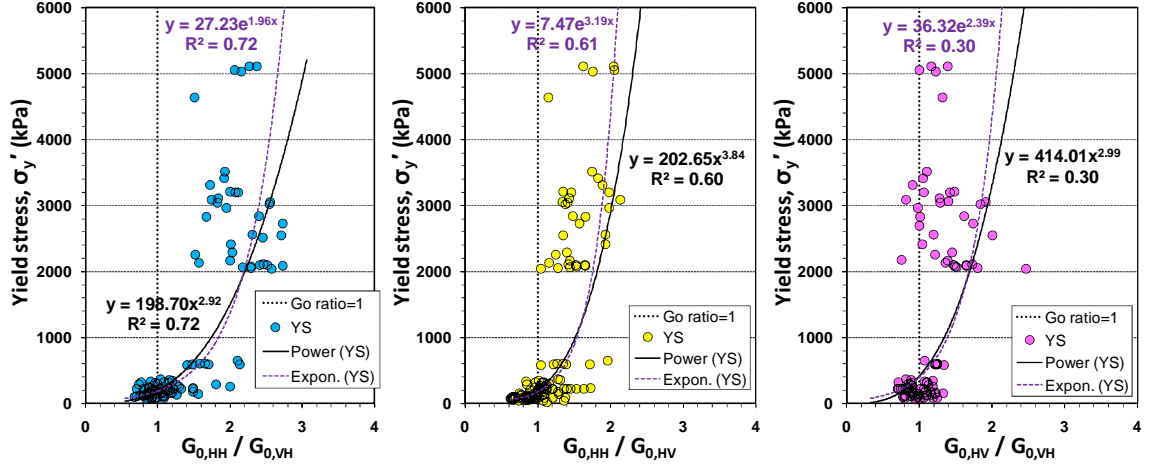 Yield stress, σy′ (kPa)
6000
5000
4000
3000
2000
1000
0
y = 27.23e^1.96x
R² = 0.72
y = 198.70x^2.92
R² = 0.72
Go ratio=1
YS
Power (YS)
Expon. (YS)
0 1 2 3 4
G0,HH / G0,VH
Yield stress, σy′ (kPa)
6000
5000
4000
3000
2000
1000
0
y = 7.47e^3.19x
R² = 0.61
y = 202.65x^3.84
R² = 0.60
Go ratio=1
YS
Power (YS)
Expon. (YS)
0 1 2 3 4
G0,HH / G0,HV
Yield stress, σy′ (kPa)
6000
5000
4000
3000
2000
1000
0
y = 36.32e^2.39x
R² = 0.30
y = 414.01x^2.99
R² = 0.30
Go ratio=1
YS
Power (YS)
Expon. (YS)
0 1 2 3 4
G0,HV / G0,VH